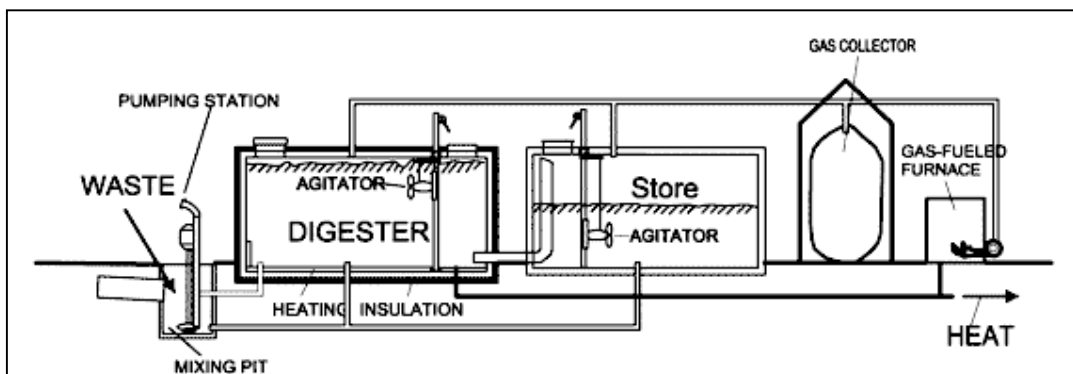 GAS COLLECTOR
PUMPING STATION
GAS-FUELED
FURNACE
WASTE
AGITATOR
Store
DIGESTER
AGITATOR
HEATING
INSULATION
HEAT
MIXING PIT